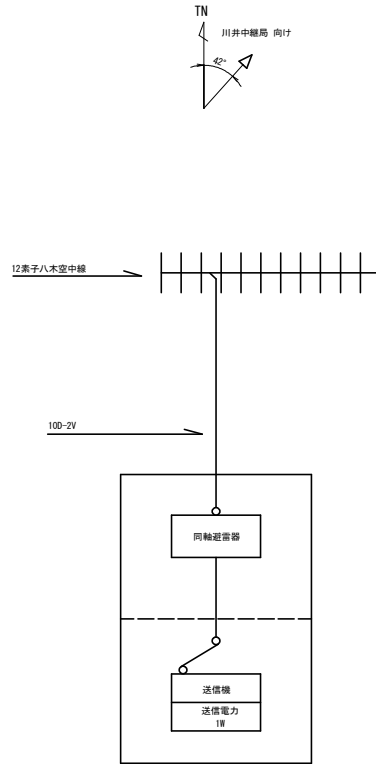 TN
川井中継局 向け
42°
12素子八木空中線
10D-2V
同軸避雷器
送信機
送信電力
1W